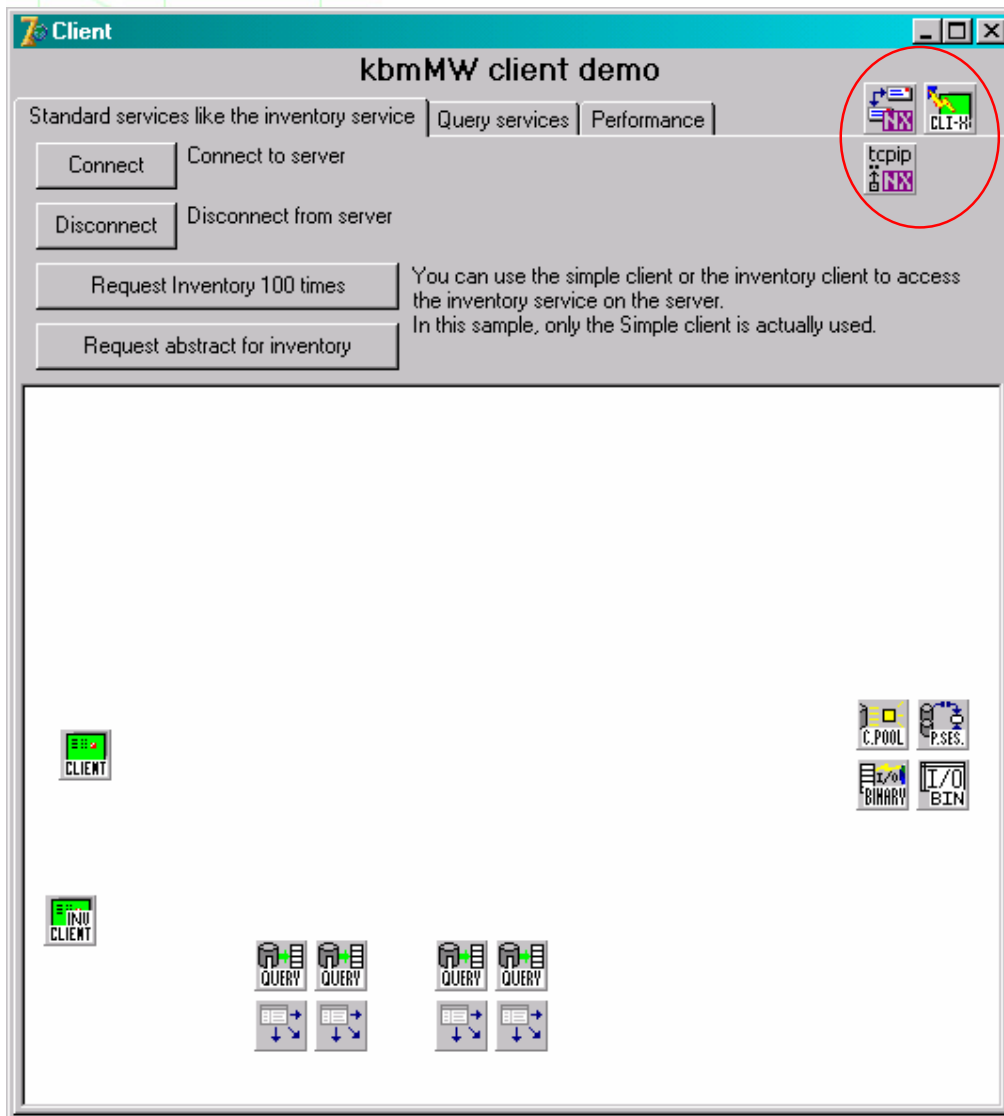 Client
kbmMW client demo
Standard services like the inventory service Query services Performance
NX CLI-X
Connect Connect to server
tcpip
NX
Disconnect Disconnect from server
Request Inventory 100 times
You can use the simple client or the inventory client to access
the inventory service on the server.
In this sample, only the Simple client is actually used.
Request abstract for inventory
C.POOL P.SES.
CLIENT
I/O BINARY I/O BIN
INV
CLIENT
QUERY QUERY QUERY QUERY